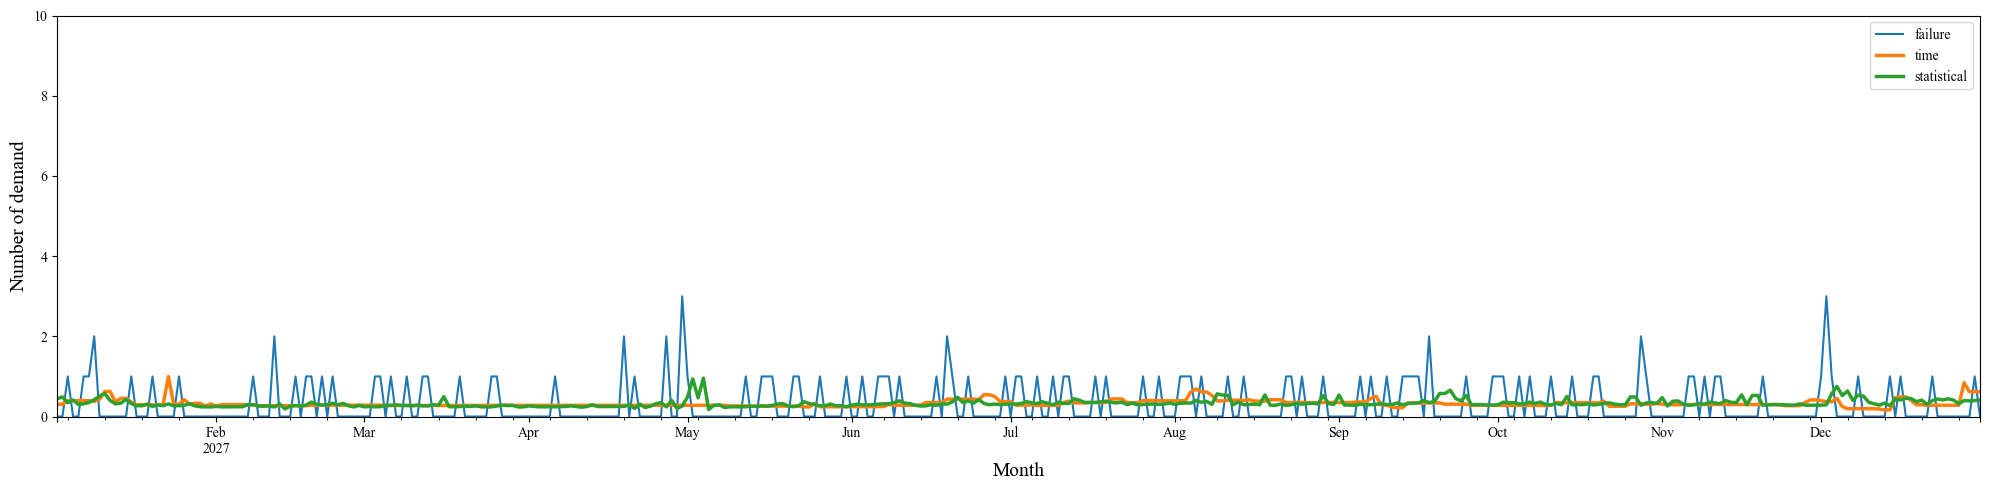 10
8
6
4
2
0
Number of demand
failure
time
statistical
Feb
2027
Mar
Apr
May
Jun
Jul
Aug
Sep
Oct
Nov
Dec
Month